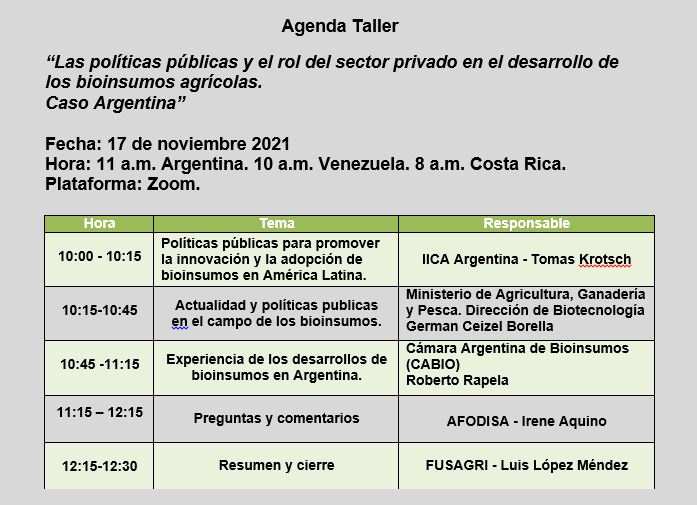 Agenda Taller
“Las políticas públicas y el rol del sector privado en el desarrollo de
los bioinsumos agrícolas.
Caso Argentina”
Fecha: 17 de noviembre 2021
Hora: 11 a.m. Argentina. 10 a.m. Venezuela. 8 a.m. Costa Rica.
Plataforma: Zoom.
Hora Tema Responsable
10:00 - 10:15
Políticas públicas para promover
la innovación y la adopción de
bioinsumos en América Latina.
IICA Argentina - Tomas Krotsch
10:15-10:45
Actualidad y políticas publicas
en el campo de los bioinsumos.
Ministerio de Agricultura, Ganadería
y Pesca. Dirección de Biotecnología
German Ceizel Borella
10:45 -11:15
Experiencia de los desarrollos de
bioinsumos en Argentina.
Cámara Argentina de Bioinsumos
(CABIO)
Roberto Rapela
11:15 – 12:15
Preguntas y comentarios
AFODISA - Irene Aquino
12:15-12:30
Resumen y cierre
FUSAGRI - Luis López Méndez